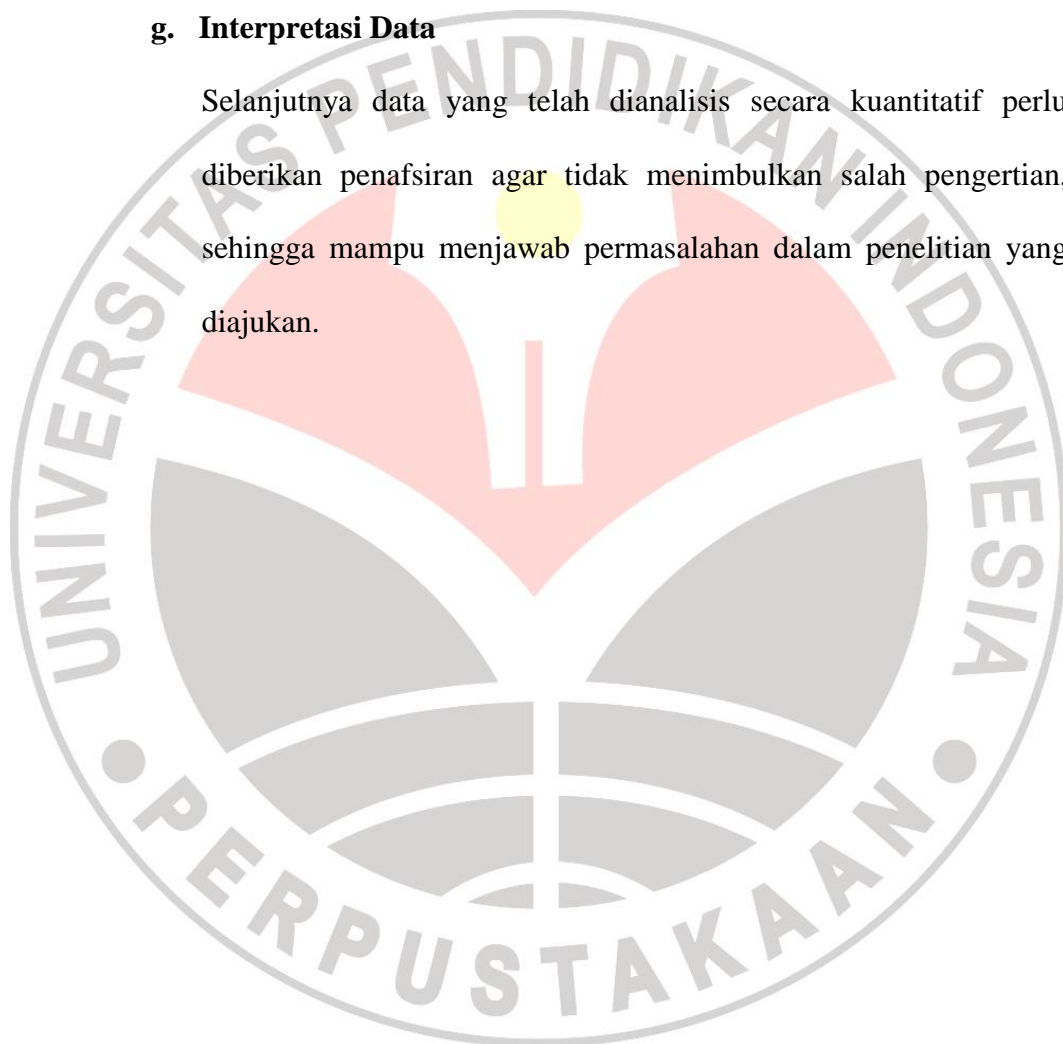 g. Interpretasi Data
Selanjutnya data yang telah dianalisis secara kuantitatif perlu
diberikan penafsiran agar tidak menimbulkan salah pengertian,
sehingga mampu menjawab permasalahan dalam penelitian yang
diajukan.
UNIVERSITAS PENDIDIKAN INDONESIA
PERPUSTAKAAN